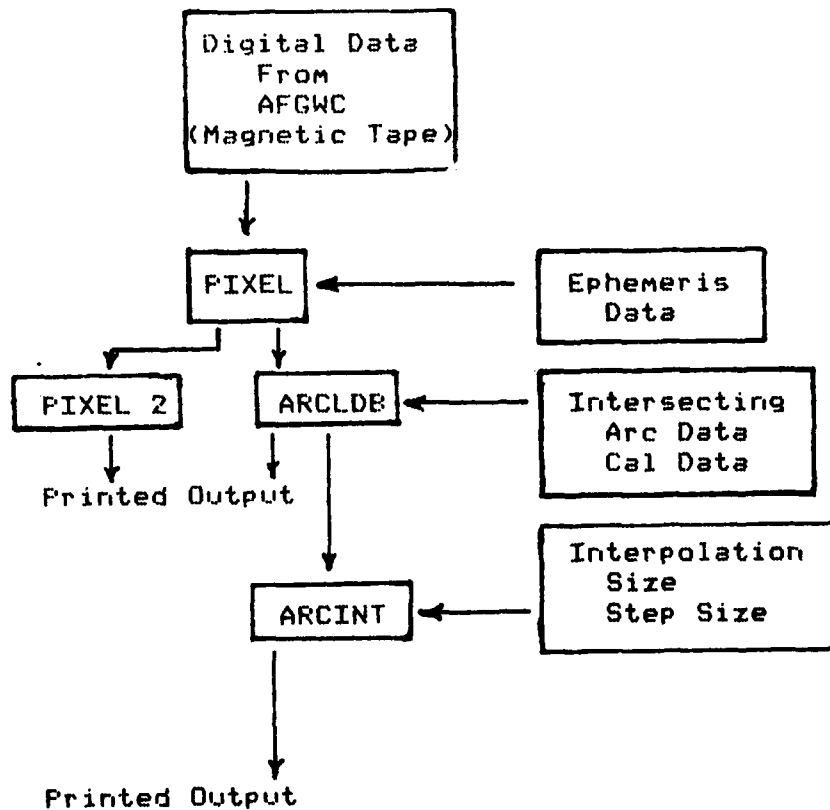 Digital Data
From
AFGWC
(Magnetic Tape)
PIXEL
Ephemeris
Data
PIXEL 2
ARCLDB
Intersecting
Arc Data
Cal Data
Printed Output
Interpolation
Size
Step Size
ARCINT
Printed Output